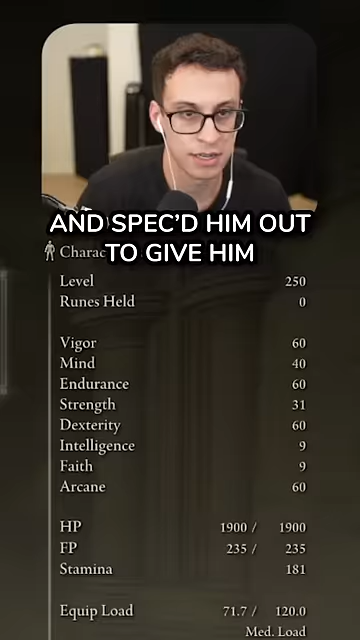 AND SPEC'D HIM OUT
TO GIVE HIM
Charac
Level 250
Runes Held 0
Vigor 60
Mind 40
Endurance 60
Strength 31
Dexterity 60
Intelligence 9
Faith 9
Arcane 60
HP 1900 / 1900
FP 235 / 235
Stamina 181
Equip Load 71.7 / 120.0
Med. Load